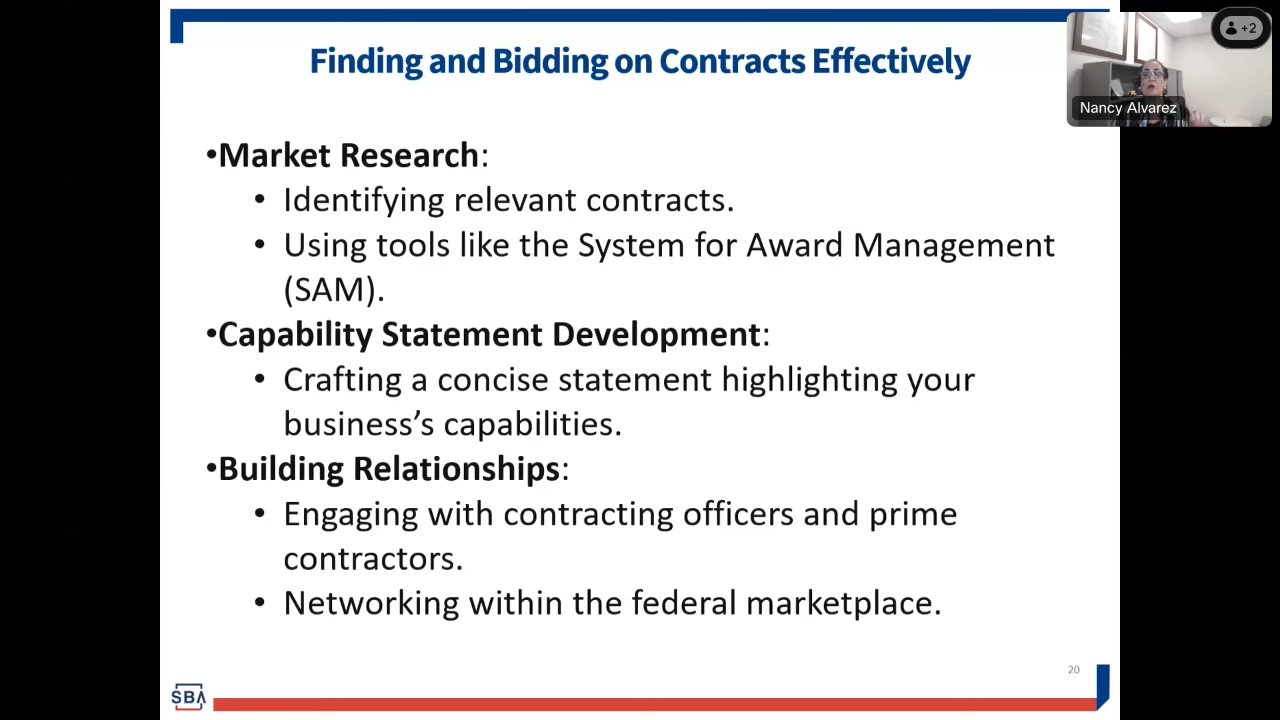 Finding and Bidding on Contracts Effectively
+2
Nancy Alvarez
•Market Research:
• Identifying relevant contracts.
• Using tools like the System for Award Management
(SAM).
•Capability Statement Development:
• Crafting a concise statement highlighting your
business’s capabilities.
•Building Relationships:
• Engaging with contracting officers and prime
contractors.
• Networking within the federal marketplace.
20
SBA